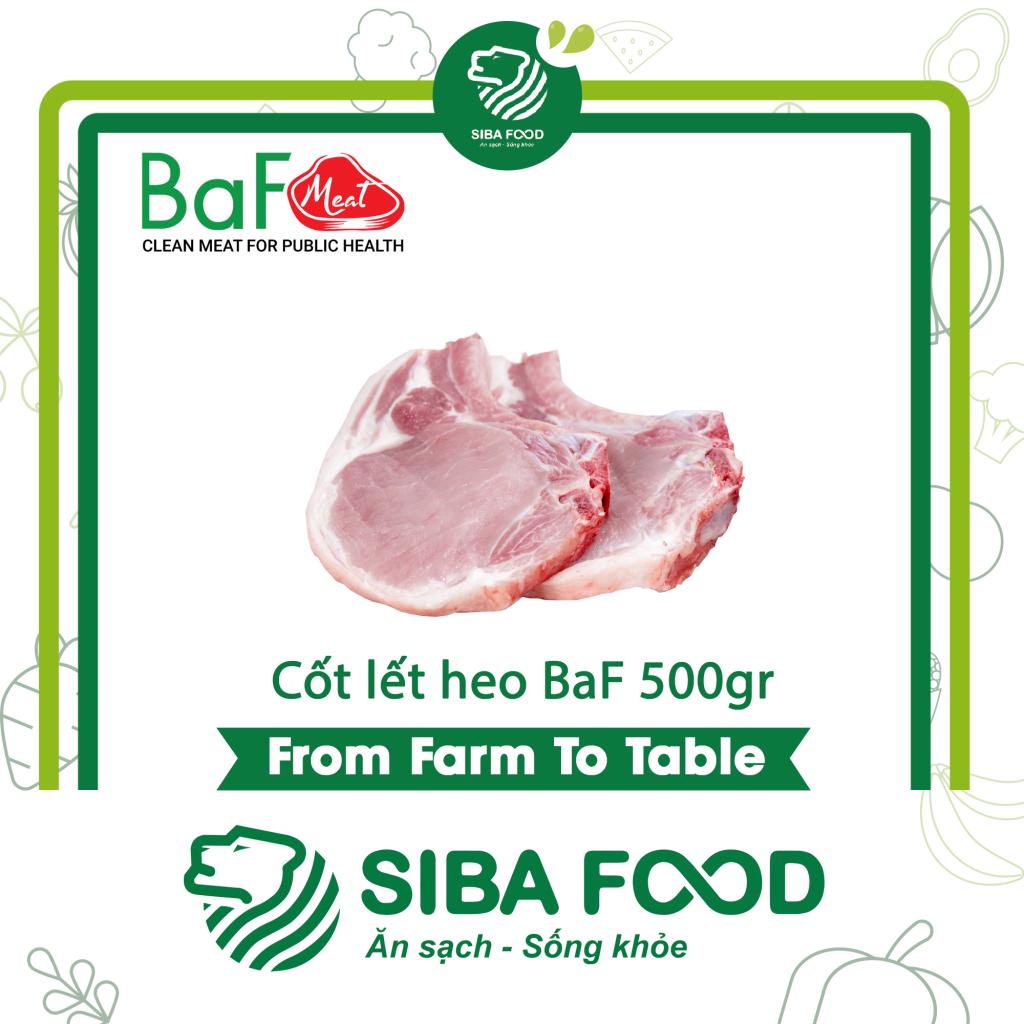 SIBA FOOD
Ăn sạch - Sống khỏe
BaF Meat
CLEAN MEAT FOR PUBLIC HEALTH
Cốt lết heo BaF 500gr
From Farm To Table
SIBA FOOD
Ăn sạch - Sống khỏe